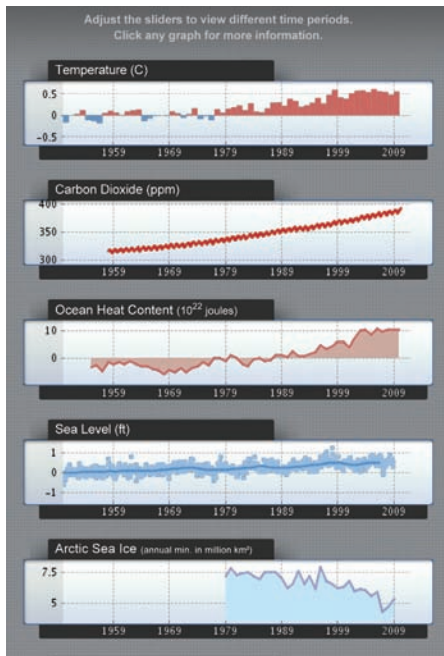 Adjust the sliders to view different time periods.
Click any graph for more information.
Temperature (C)
0.5
0
-0.5
1959 1969 1979 1989 1999 2009
Carbon Dioxide (ppm)
400
350
300
1959 1969 1979 1989 1999 2009
Ocean Heat Content (10²² joules)
10
0
1959 1969 1979 1989 1999 2009
Sea Level (ft)
1
0
-1
1959 1969 1979 1989 1999 2009
Arctic Sea Ice (annual min. in million km²)
7.5
5
1959 1969 1979 1989 1999 2009